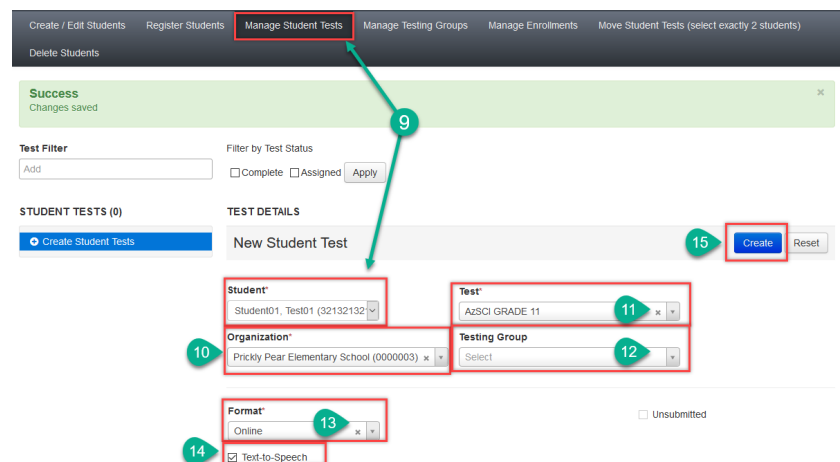 Create / Edit Students Register Students Manage Student Tests Manage Testing Groups Manage Enrollments Move Student Tests (select exactly 2 students)
Delete Students
Success
Changes saved
×
9
Test Filter
Add
Filter by Test Status
Complete Assigned Apply
STUDENT TESTS (0)
Create Student Tests
TEST DETAILS
New Student Test
15 Create Reset
Student*
Student01, Test01 (32132132
Test*
AzSCI GRADE 11 11 ×
10
Organization*
Prickly Pear Elementary School (0000003) ×
Testing Group
Select 12
Format*
Online 13 ×
Unsubmitted
14 Text-to-Speech